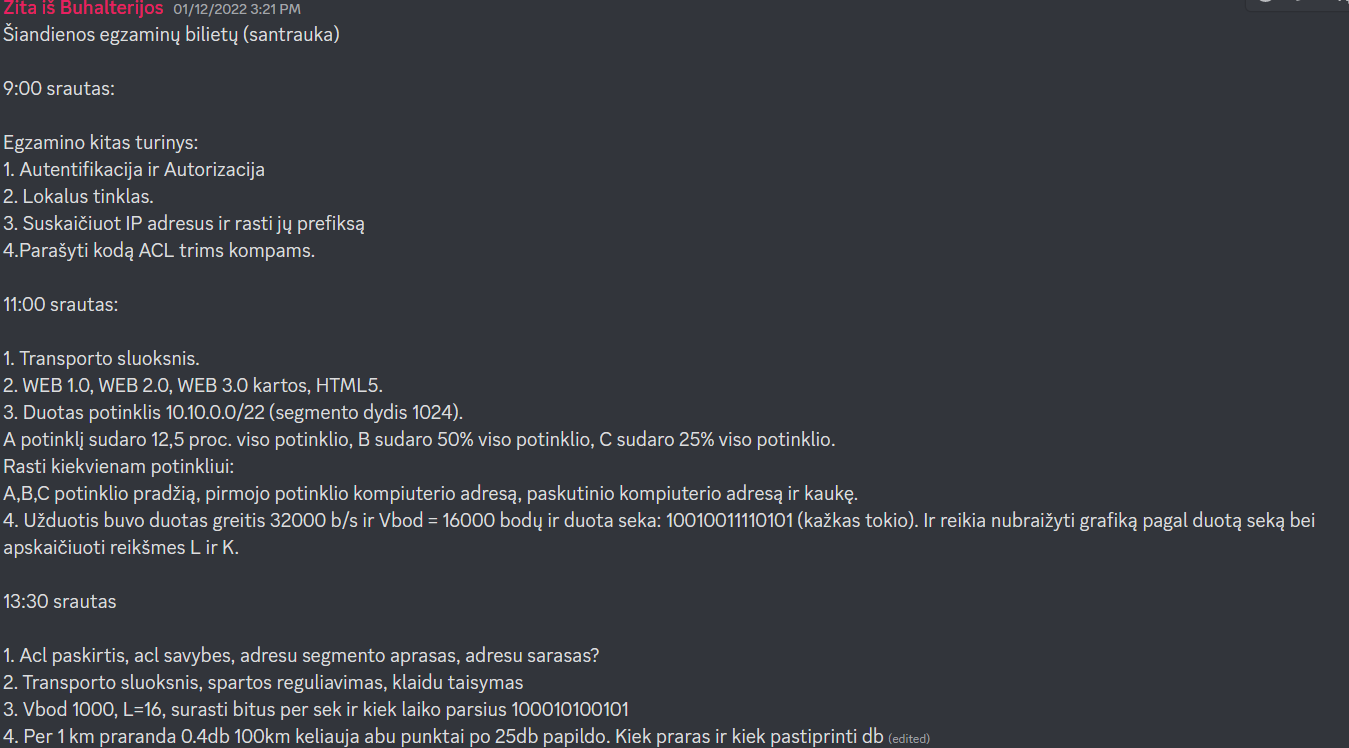 Zita iš Buhalterijos 01/12/2022 3:21 PM
Šiandienos egzaminų bilietų (santrauka)
9:00 srautas:
Egzamino kitas turinys:
1. Autentifikacija ir Autorizacija
2. Lokalus tinklas.
3. Suskaičiuot IP adresus ir rasti jų prefiksą
4.Parašyti kodą ACL trims kompams.
11:00 srautas:
1. Transporto sluoksnis.
2. WEB 1.0, WEB 2.0, WEB 3.0 kartos, HTML5.
3. Duotas potinklis 10.10.0.0/22 (segmento dydis 1024).
A potinklį sudaro 12,5 proc. viso potinklio, B sudaro 50% viso potinklio, C sudaro 25% viso potinklio.
Rasti kiekvienam potinkliui:
A,B,C potinklio pradžią, pirmojo potinklio kompiuterio adresą, paskutinio kompiuterio adresą ir kaukę.
4. Užduotis buvo duotas greitis 32000 b/s ir Vbod = 16000 bodų ir duota seka: 10010011110101 (kažkas tokio). Ir reikia nubraižyti grafiką pagal duotą seką bei
apskaičiuoti reikšmes L ir K.
13:30 srautas
1. Acl paskirtis, acl savybes, adresu segmento aprasas, adresu sarasas?
2. Transporto sluoksnis, spartos reguliavimas, klaidu taisymas
3. Vbod 1000, L=16, surasti bitus per sek ir kiek laiko parsius 100010100101
4. Per 1 km praranda 0.4db 100km keliauja abu punktai po 25db papildo. Kiek praras ir kiek pastiprinti db (edited)